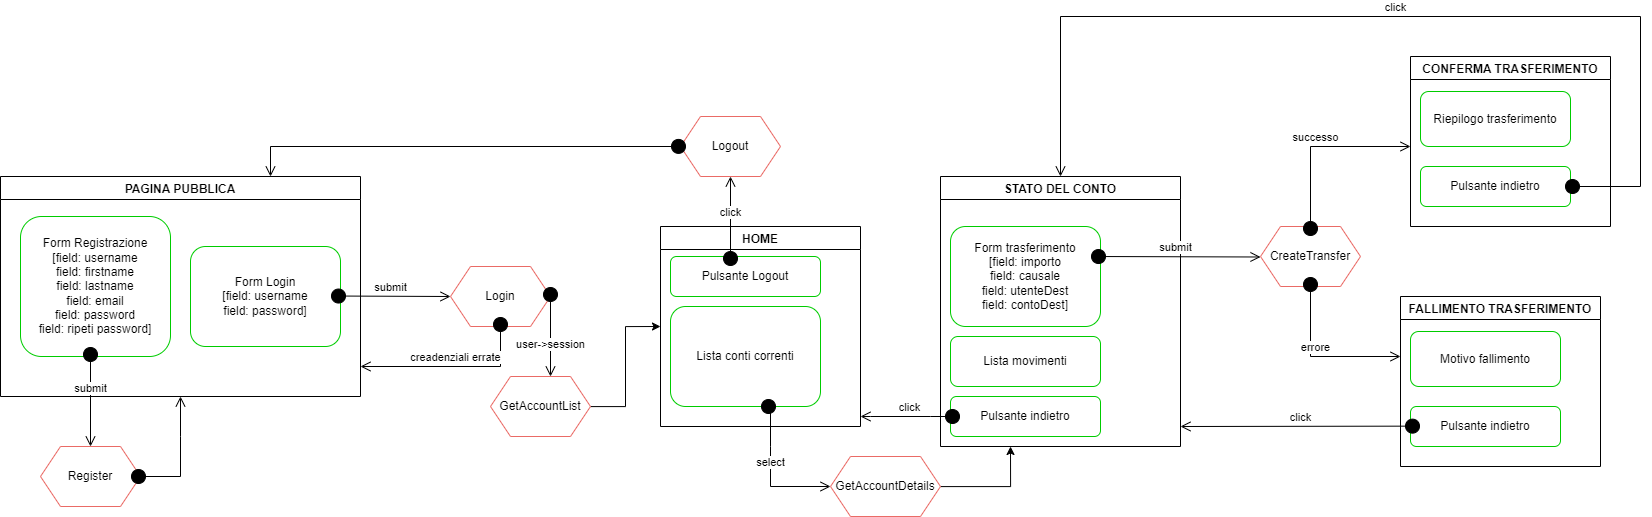 click
CONFERMA TRASFERIMENTO
Riepilogo trasferimento
Pulsante indietro
successo
Logout
click
PAGINA PUBBLICA
Form Registrazione
[field: username
field: firstname
field: lastname
field: email
field: password
field: ripeti password]
Form Login
[field: username
field: password]
submit
Login
creadenziali errate
user->session
GetAccountList
submit
Register
HOME
Pulsante Logout
Lista conti correnti
select
GetAccountDetails
STATO DEL CONTO
Form trasferimento
[field: importo
field: causale
field: utenteDest
field: contoDest]
Lista movimenti
Pulsante indietro
click
submit
CreateTransfer
errore
FALLIMENTO TRASFERIMENTO
Motivo fallimento
Pulsante indietro
click